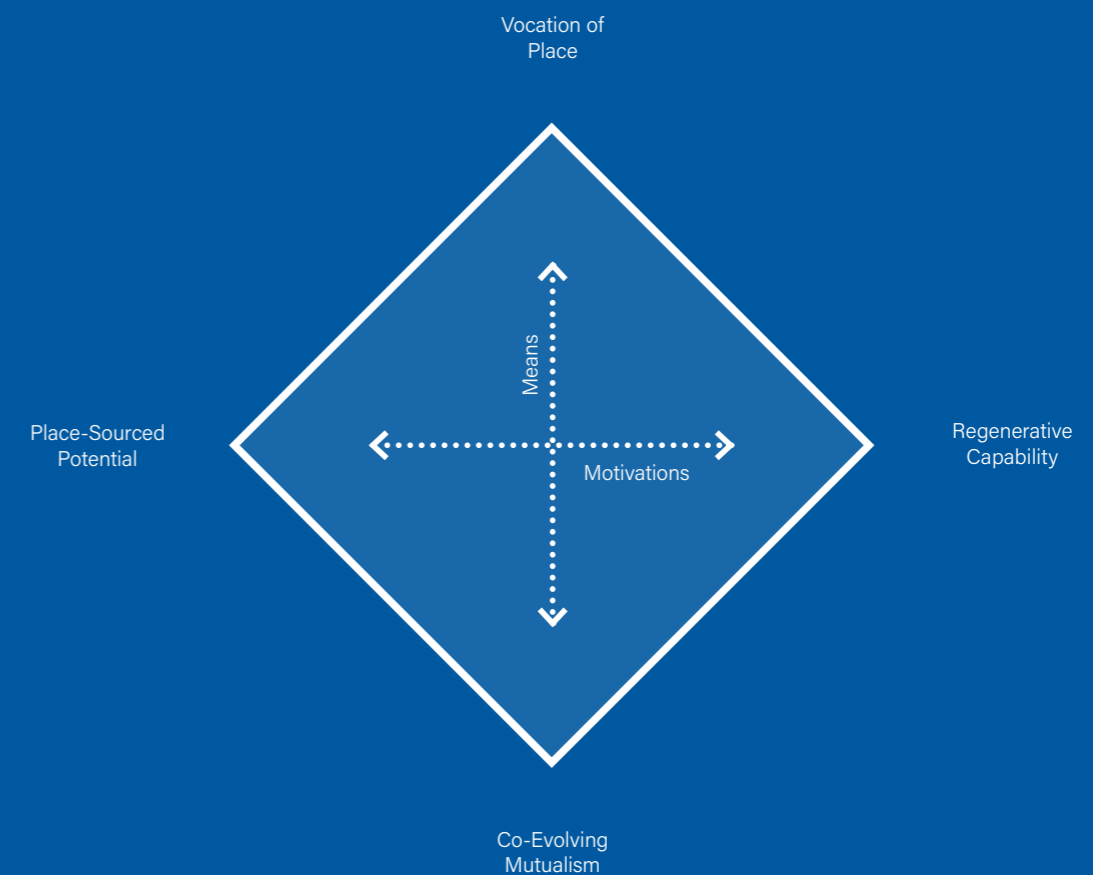 Vocation of
Place
Means
Place-Sourced
Potential
Regenerative
Capability
Motivations
Co-Evolving
Mutualism